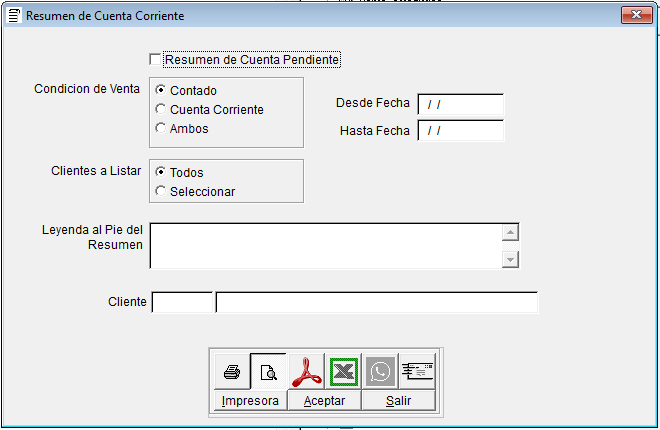 Resumen de Cuenta Corriente
Resumen de Cuenta Pendiente
Condicion de Venta
Contado
Cuenta Corriente
Ambos
Desde Fecha / /
Hasta Fecha / /
Clientes a Listar
Todos
Seleccionar
Leyenda al Pie del
Resumen
Cliente
Impresora Aceptar Salir